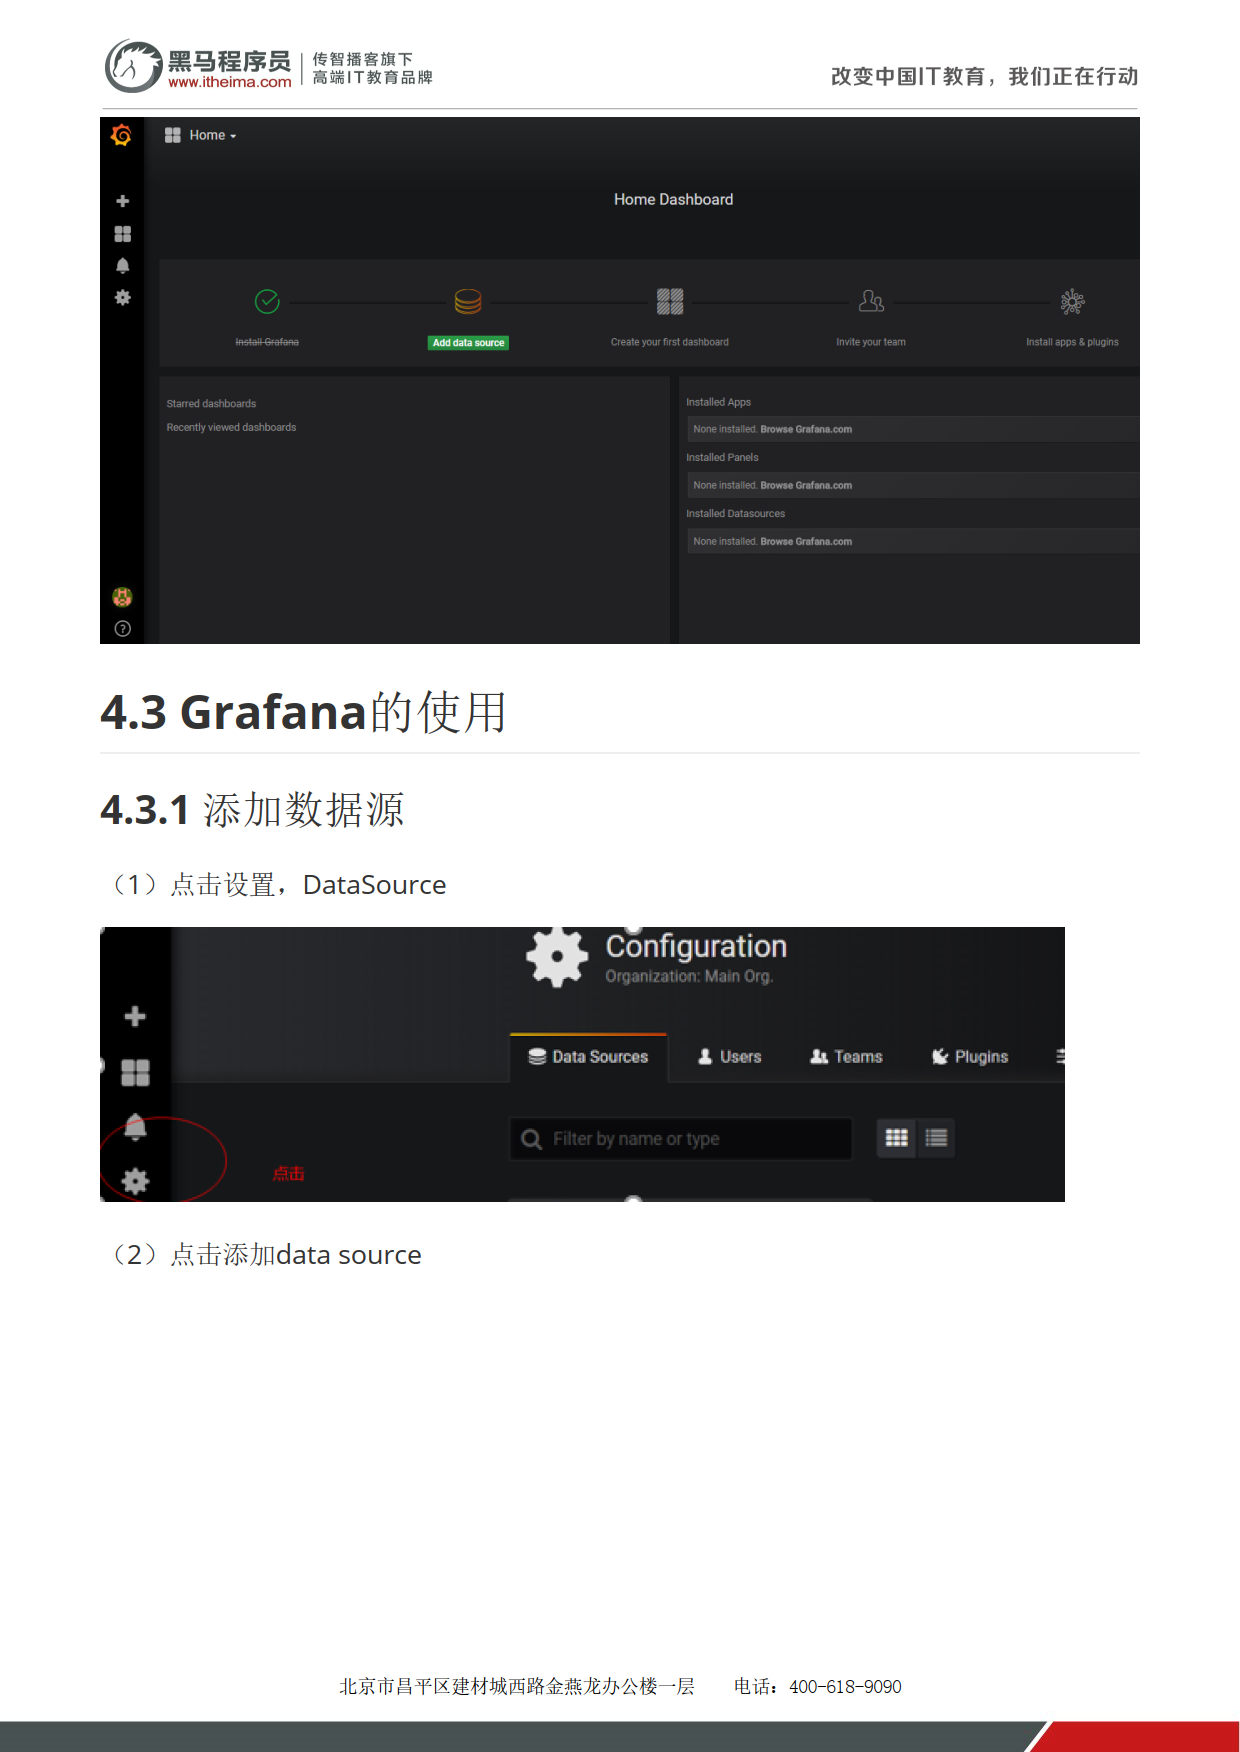 黑马程序员
www.itheima.com
传智播客旗下
高端IT教育品牌
改变中国IT教育，我们正在行动
Home
Home Dashboard
Install Grafana
Add data source
Create your first dashboard
Invite your team
Install apps & plugins
Starred dashboards
Recently viewed dashboards
Installed Apps
None installed. Browse Grafana.com
Installed Panels
None installed. Browse Grafana.com
Installed Datasources
None installed. Browse Grafana.com
4.3 Grafana的使用
4.3.1 添加数据源
（1）点击设置，DataSource
Configuration
Organization: Main Org.
Data Sources
Users
Teams
Plugins
Filter by name or type
点击
（2）点击添加data source
北京市昌平区建材城西路金燕龙办公楼一层 电话：400-618-9090